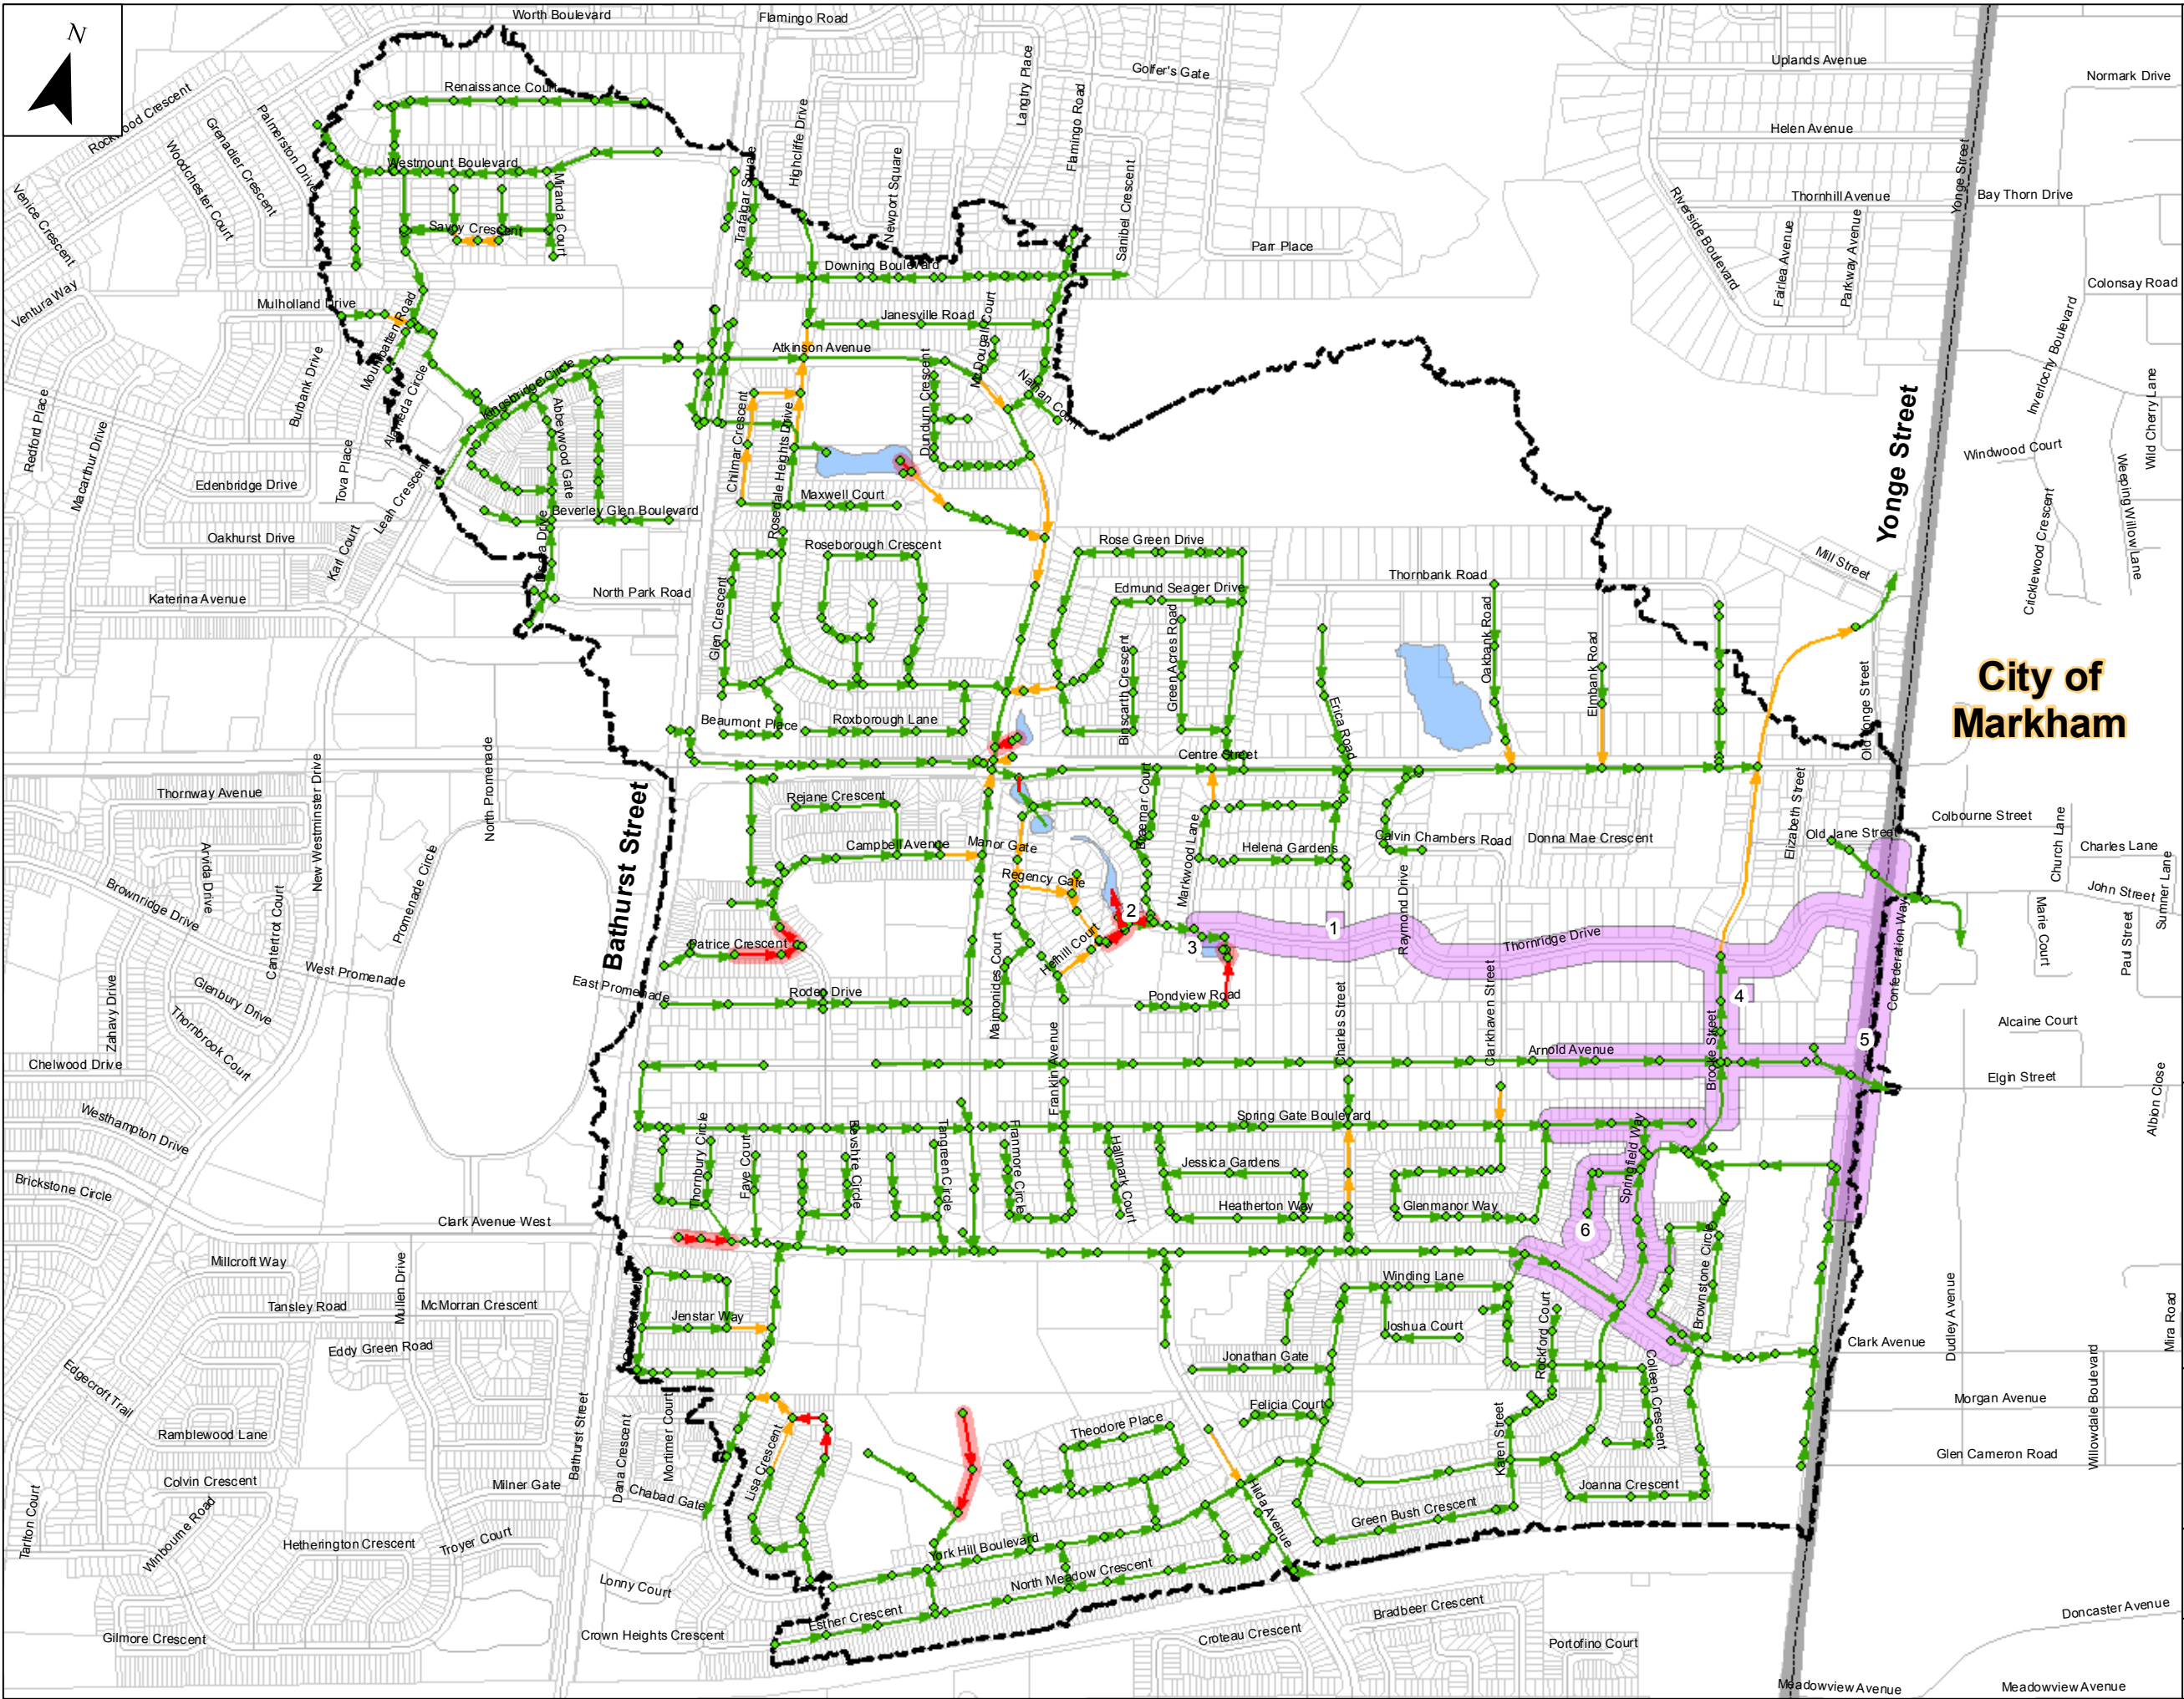 Worth Boulevard
Flamingo Road
N
Uplands Avenue
Golfer's Gate
Normark Drive
Langtry Place
Flamingo Road
Renaissance Court
Rockwood Crescent
Palmerston Drive
Grenadier Crescent
Woodchester Court
Highcliffe Drive
Helen Avenue
Newport Square
Westmount Boulevard
Trafalgar Square
Miranda Court
Sanibel Crescent
Yonge Street
Thornhill Avenue
Bay Thorn Drive
Riverside Boulevard
Venice Crescent
Savoy Crescent
Parr Place
Fairlea Avenue
Parkway Avenue
Downing Boulevard
Colonsay Road
Ventura Way
Mulholland Drive
Mountbatten Road
Janesville Road
McDougall Court
Inverlochy Boulevard
Atkinson Avenue
Burbank Drive
Alameda Circle
Kingsbridge Circle
Nathan Court
Redford Place
Macarthur Drive
Abbeywood Gate
Chilmar Crescent
Rosedale Heights Drive
Dundurn Crescent
Yonge Street
Wild Cherry Lane
Windwood Court
Weeping Willow Lane
Tova Place
Edenbridge Drive
Leah Crescent
Maxwell Court
Beverley Glen Boulevard
Cricklewood Crescent
Oakhurst Drive
Karl Court
Roseborough Crescent
Rose Green Drive
Mill Street
Thornbank Road
Edmund Seager Drive
Katerina Avenue
North Park Road
Glen Crescent
Green Acres Road
Binscarth Crescent
Oakbank Road
Elmbank Road
Old Yonge Street
City of
Markham
Beaumont Place
Roxborough Lane
Erica Road
Centre Street
New Westminster Drive
North Promenade
Bathurst Street
Thornway Avenue
Rejane Crescent
Braemar Court
Markwood Lane
Elizabeth Street
Colbourne Street
Church Lane
Arvida Drive
Promenade Circle
Campbell Avenue
Manor Gate
Helena Gardens
Calvin Chambers Road
Donna Mae Crescent
Old Jane Street
Charles Lane
Brownridge Drive
Cantertrot Court
Regency Gate
Raymond Drive
John Street
Sumner Lane
2
1
Marie Court
Paul Street
Confederation Way
Patrice Crescent
Helhill Court
3
Thornridge Drive
West Promenade
East Promenade
Rodeo Drive
Maimonides Court
Pondview Road
4
Zahavy Drive
Glenbury Drive
Thornbrook Court
Charles Street
Clarkhaven Street
Brooke Street
Alcaine Court
5
Chelwood Drive
Franklin Avenue
Arnold Avenue
Elgin Street
Albion Close
Westhampton Drive
Thornbury Circle
Faye Court
Bevshire Circle
Tangreen Circle
Franmore Circle
Hallmark Court
Spring Gate Boulevard
Springfield Way
Brickstone Circle
Jessica Gardens
Heatherton Way
Glenmanor Way
6
Clark Avenue West
Millcroft Way
Mullen Drive
Winding Lane
Brownstone Circle
Dudley Avenue
Mira Road
Tansley Road
McMorran Crescent
Jenstar Way
Joshua Court
Rockford Court
Eddy Green Road
Jonathan Gate
Colleen Crescent
Clark Avenue
Willowdale Boulevard
Edgecroft Trail
Bathurst Street
Dana Crescent
Mortimer Court
Felicia Court
Karen Street
Morgan Avenue
Ramblewood Lane
Lisa Crescent
Theodore Place
Glen Cameron Road
Colvin Crescent
Milner Gate
Chabad Gate
Joanna Crescent
Tarlton Court
Winbourne Road
Hilda Avenue
Green Bush Crescent
Hetherington Crescent
Troyer Court
York Hill Boulevard
Lonny Court
North Meadow Crescent
Esther Crescent
Bradbeer Crescent
Doncaster Avenue
Gilmore Crescent
Crown Heights Crescent
Croteau Crescent
Portofino Court
Meadowview Avenue
Meadowview Avenue